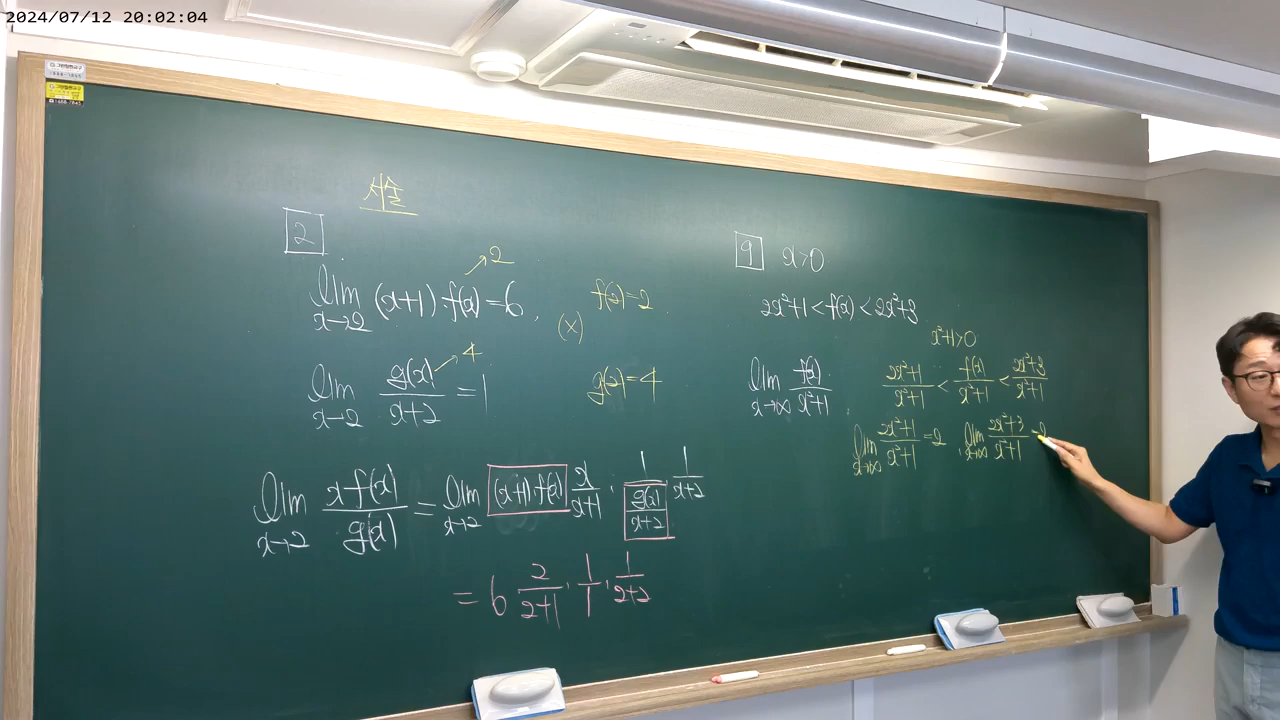 2024/07/12 20:02:04
서술
2
lim x→2 (x+1)·f(x)=6, →2
(x) f(2)=2
lim x→2 g(x)/(x+2) = 1 →4
g(2)=4
lim x→2 xf(x)/g(x) = lim x→2 (x+1)·f(x) x/(x+1) · 1/(g(x)/(x+2)) · 1/(x+2)
= 6 2/(2+1) · 1/1 · 1/(2+2)
9 x>0
2x²+1 < f(x) < 2x²+3
x²+1>0
lim x→∞ f(x)/(x²+1)
(2x²+1)/(x²+1) < f(x)/(x²+1) < (2x²+3)/(x²+1)
lim x→∞ (2x²+1)/(x²+1) = 2, lim x→∞ (2x²+3)/(x²+1) = 2